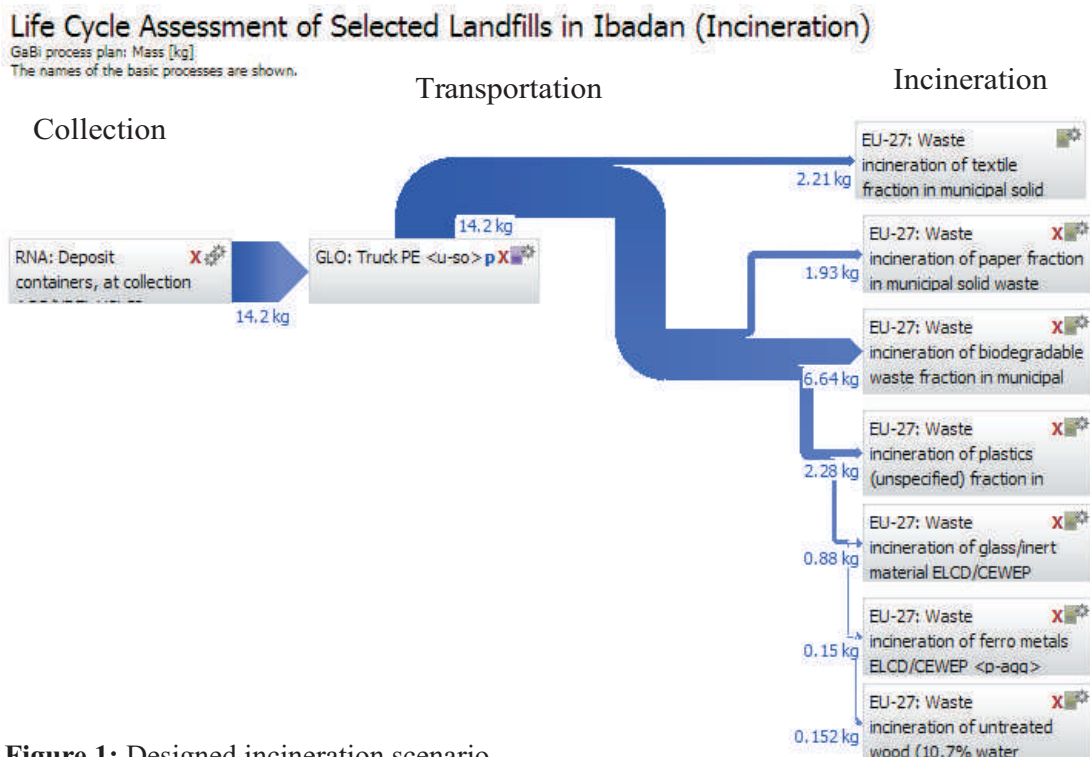 Life Cycle Assessment of Selected Landfills in Ibadan (Incineration)
GaBi process plan: Mass [kg]
The names of the basic processes are shown.
Collection
Transportation
Incineration
RNA: Deposit X
containers, at collection
14.2 kg
GLO: Truck PE <u-so> p X
14.2 kg
EU-27: Waste
incineration of textile
fraction in municipal solid
2.21 kg
EU-27: Waste X
incineration of paper fraction
in municipal solid waste
1.93 kg
EU-27: Waste X
incineration of biodegradable
waste fraction in municipal
6.64 kg
EU-27: Waste X
incineration of plastics
(unspecified) fraction in
2.28 kg
EU-27: Waste X
incineration of glass/inert
material ELCD/CEWEP
0.88 kg
EU-27: Waste X
incineration of ferro metals
ELCD/CEWEP <p-agg>
0.15 kg
EU-27: Waste X
incineration of untreated
wood (10.7% water
0.152 kg
Figure 1: Designed incineration scenario